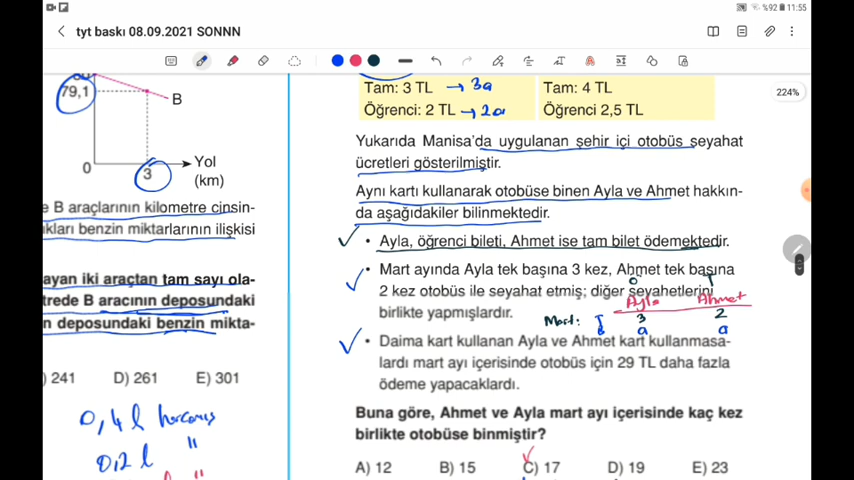 %92 11:55
tyt baskı 08.09.2021 SONNN
224%
79,1
B
0
3
Yol
(km)
e B araçlarının kilometre cinsin-
ıkları benzin miktarlarının ilişkisi
ayan iki araçtan tam sayı ola-
trede B aracının deposundaki
n deposundaki benzin mikta-
) 241 D) 261 E) 301
0,4 l harcamış
0,2 l "
Tam: 3 TL → 3a
Öğrenci: 2 TL → 2a
Tam: 4 TL
Öğrenci 2,5 TL
Yukarıda Manisa'da uygulanan şehir içi otobüs seyahat
ücretleri gösterilmiştir.
Aynı kartı kullanarak otobüse binen Ayla ve Ahmet hakkın-
da aşağıdakiler bilinmektedir.
• Ayla, öğrenci bileti, Ahmet ise tam bilet ödemektedir.
• Mart ayında Ayla tek başına 3 kez, Ahmet tek başına
2 kez otobüs ile seyahat etmiş; diğer seyahatlerini
birlikte yapmışlardır.
Ö T
Ayla Ahmet
Mart: T 3 2
B a a
• Daima kart kullanan Ayla ve Ahmet kart kullanmasa-
lardı mart ayı içerisinde otobüs için 29 TL daha fazla
ödeme yapacaklardı.
Buna göre, Ahmet ve Ayla mart ayı içerisinde kaç kez
birlikte otobüse binmiştir?
A) 12 B) 15 C) 17 D) 19 E) 23